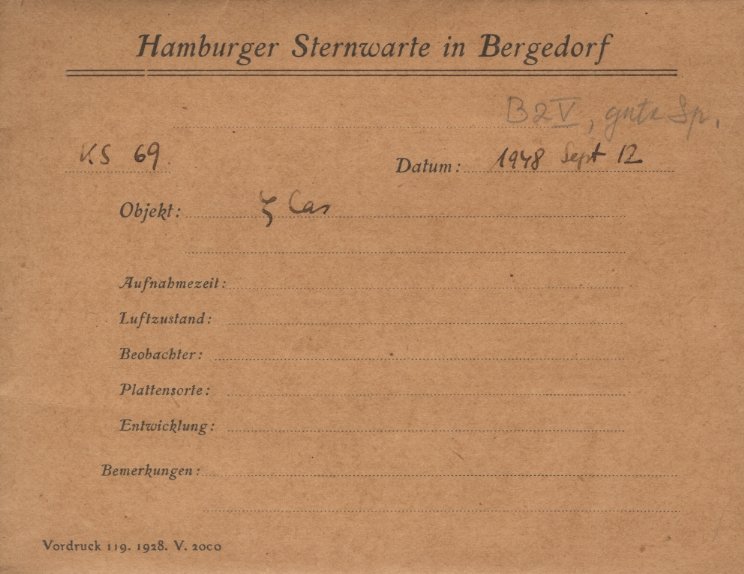 Hamburger Sternwarte in Bergedorf
B2V, gute Sp.
KS 69
Datum: 1948 Sept 12
Objekt: ζ Cas
Aufnahmezeit:
Luftzustand:
Beobachter:
Plattensorte:
Entwicklung:
Bemerkungen:
Vordruck 119. 1928. V. 2000